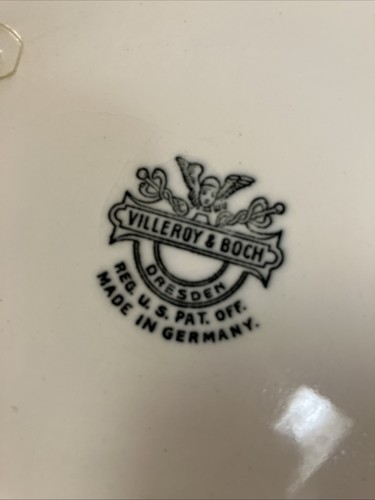 VILLEROY & BOCH
DRESDEN
REG. U. S. PAT. OFF.
MADE IN GERMANY.